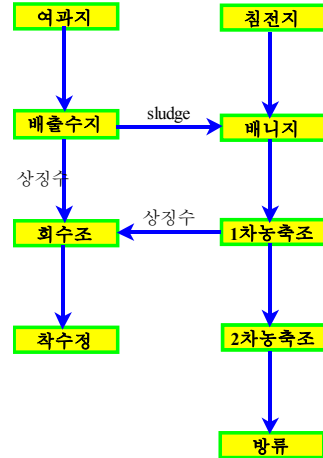 여과지
침전지
배출수지
sludge
배니지
상징수
상징수
회수조
1차농축조
착수정
2차농축조
방류